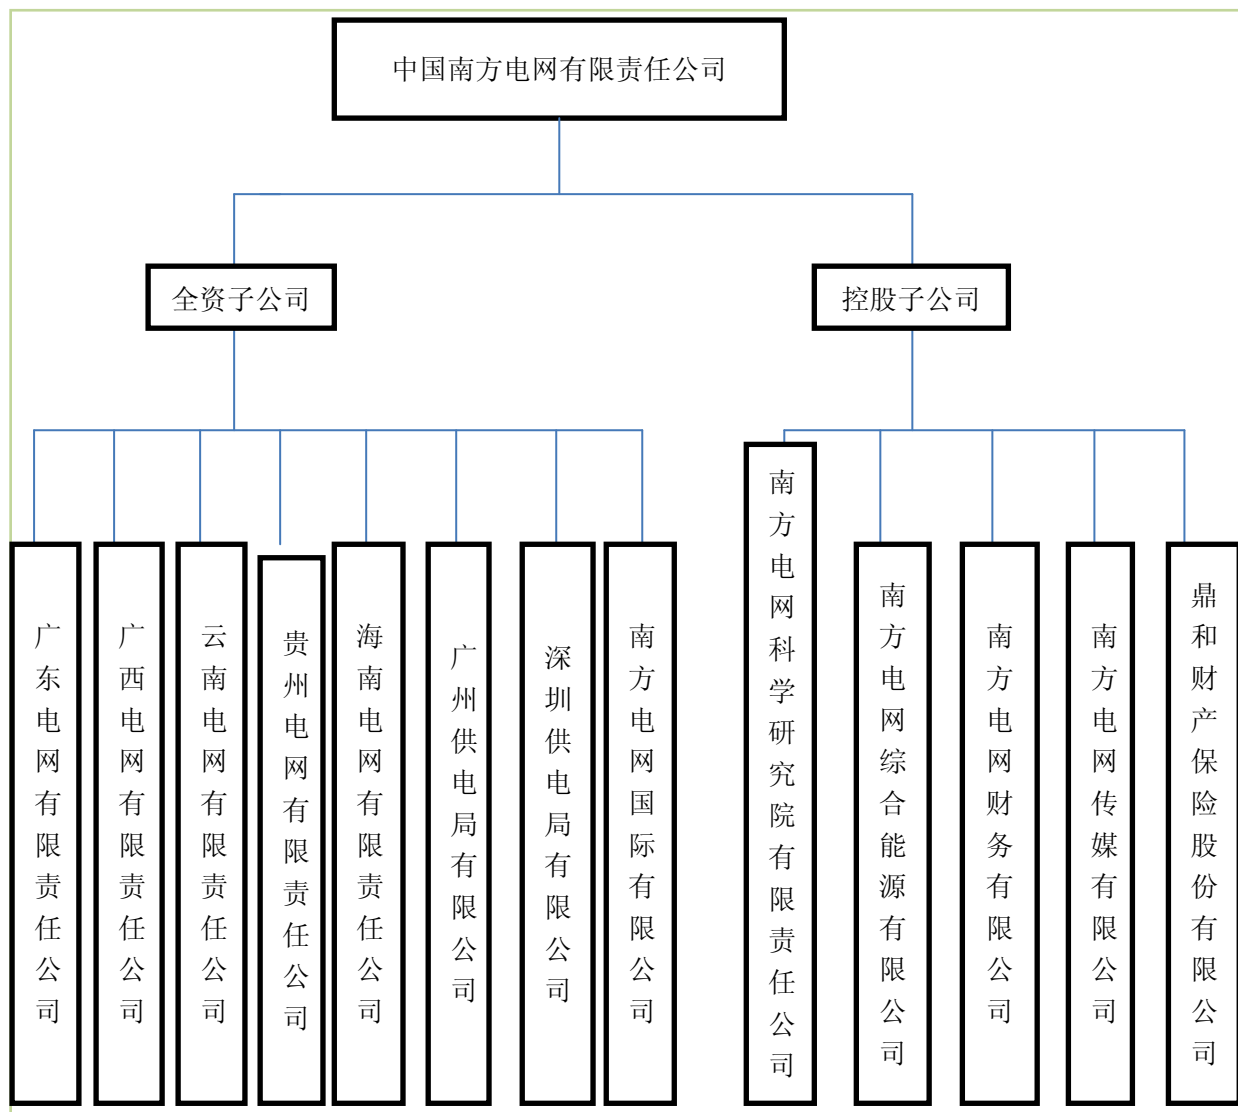 中国南方电网有限责任公司
全资子公司
控股子公司
广东电网有限责任公司
广西电网有限责任公司
云南电网有限责任公司
贵州电网有限责任公司
海南电网有限责任公司
广州供电局有限公司
深圳供电局有限公司
南方电网国际有限公司
南方电网科学研究院有限责任公司
南方电网综合能源有限公司
南方电网财务有限公司
南方电网传媒有限公司
鼎和财产保险股份有限公司